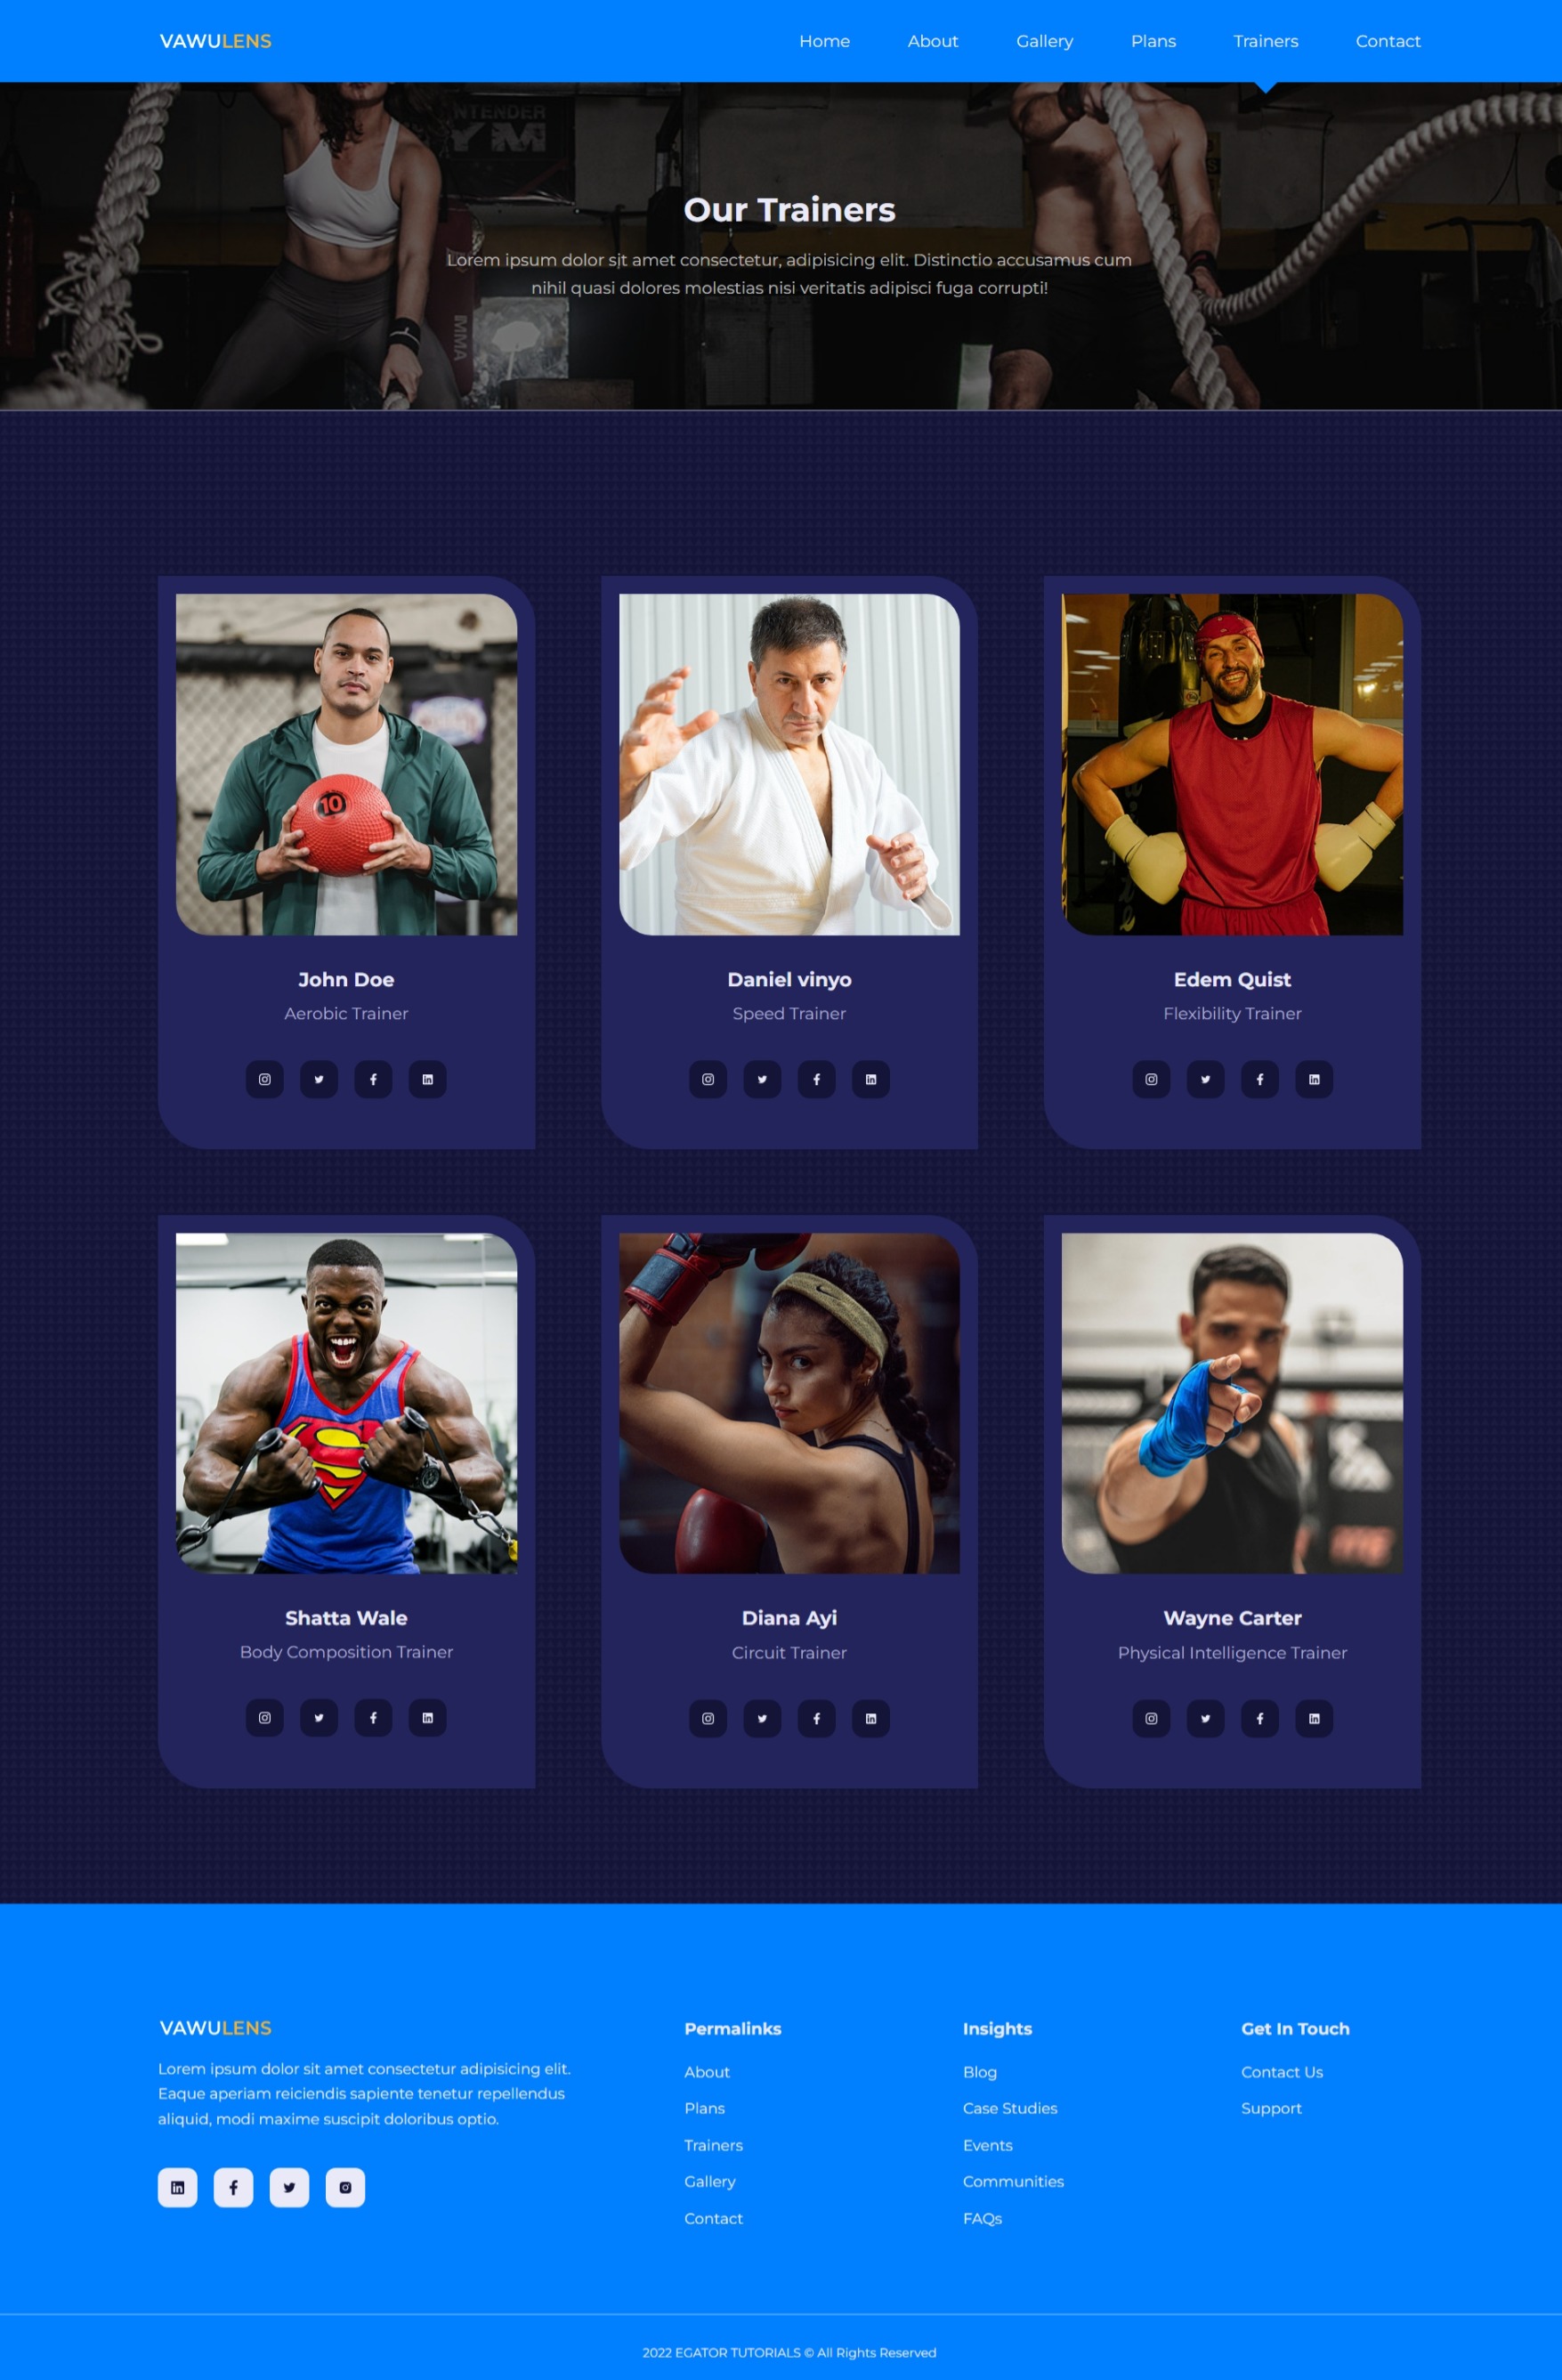 VAWULENS
Home About Gallery Plans Trainers Contact
NTENDER
YM
Our Trainers
Lorem ipsum dolor sit amet consectetur, adipisicing elit. Distinctio accusamus cum
nihil quasi dolores molestias nisi veritatis adipisci fuga corrupti!
MMA
10
John Doe
Aerobic Trainer
Daniel vinyo
Speed Trainer
Edem Quist
Flexibility Trainer
S
Shatta Wale
Body Composition Trainer
Diana Ayi
Circuit Trainer
Wayne Carter
Physical Intelligence Trainer
VAWULENS
Lorem ipsum dolor sit amet consectetur adipisicing elit.
Eaque aperiam reiciendis sapiente tenetur repellendus
aliquid, modi maxime suscipit doloribus optio.
Permalinks
About
Plans
Trainers
Gallery
Contact
Insights
Blog
Case Studies
Events
Communities
FAQs
Get In Touch
Contact Us
Support
2022 EGATOR TUTORIALS © All Rights Reserved